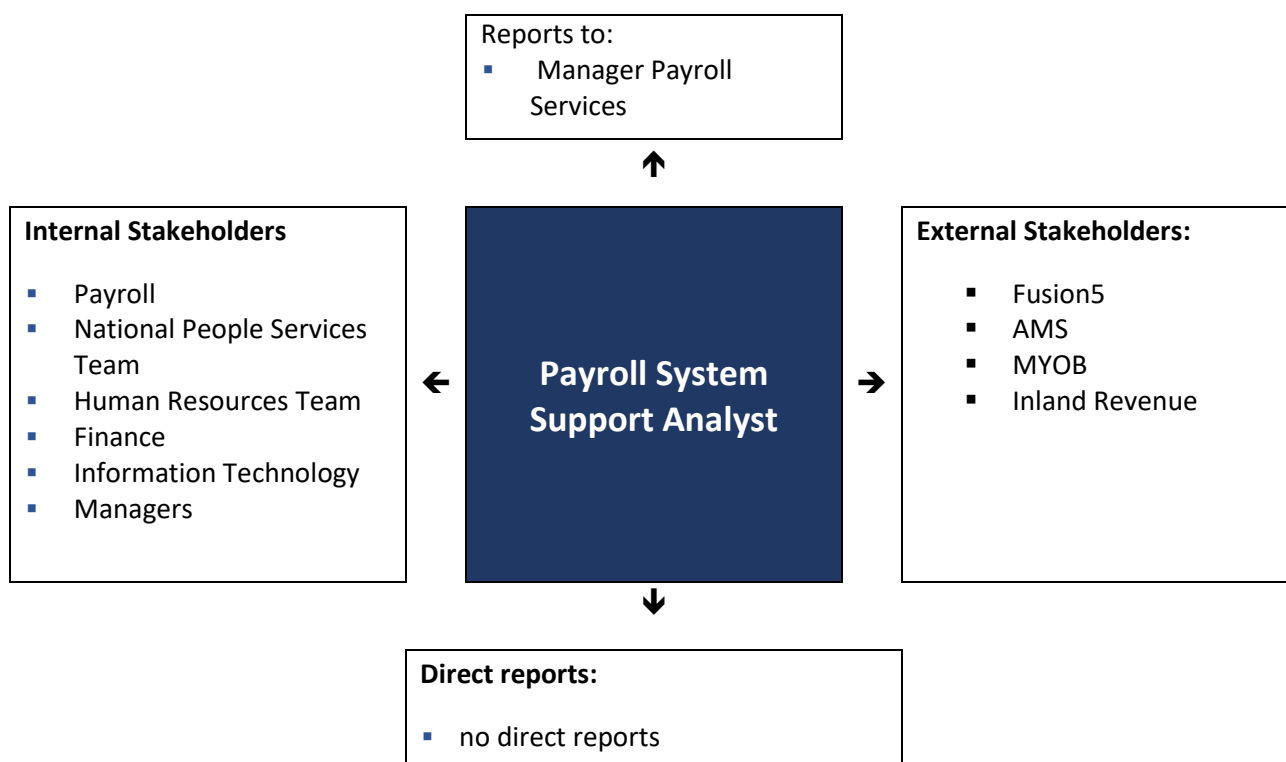 Reports to:
▪ Manager Payroll
Services
Internal Stakeholders
▪ Payroll
▪ National People Services
Team
▪ Human Resources Team
▪ Finance
▪ Information Technology
▪ Managers
Payroll System
Support Analyst
External Stakeholders:
▪ Fusion5
▪ AMS
▪ MYOB
▪ Inland Revenue
Direct reports:
▪ no direct reports